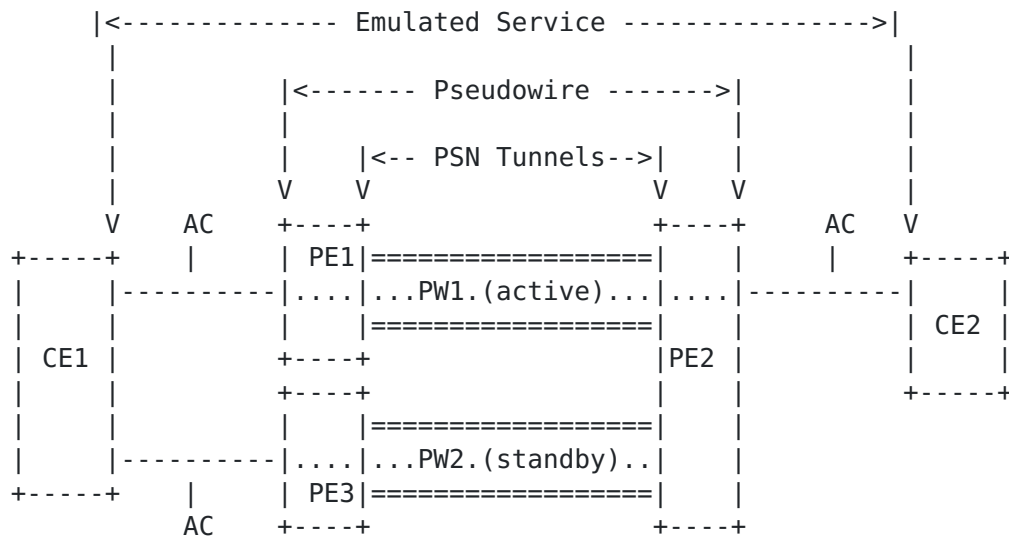 |<-------------- Emulated Service ---------------->|
|                                                  |
|          |<------- Pseudowire ------->|          |
|          |                            |          |
|          |    |<-- PSN Tunnels-->|    |          |
|          V    V                  V    V          |
V    AC    +----+                  +----+     AC   V
+-----+    |     | PE1|==================|    |     |    +-----+
|     |----------|....|...PW1.(active)...|....|----------|     |
|     |          |    |==================|    |          | CE2 |
| CE1 |          +----+                  |PE2 |          |     |
|     |          +----+                  |    |          +-----+
|     |          |    |==================|    |
|     |----------|....|...PW2.(standby)..|    |
+-----+    |     | PE3|==================|    |
AC    +----+                  +----+